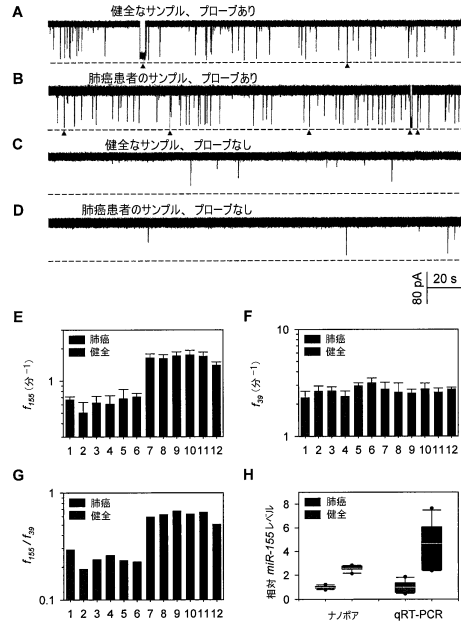 A
健全なサンプル、プローブあり
B
肺癌患者のサンプル、プローブあり
C
健全なサンプル、プローブなし
D
肺癌患者のサンプル、プローブなし
80 pA
20 s
E
肺癌
健全
f155 (分−1)
1
1 2 3 4 5 6 7 8 9 10 11 12
F
肺癌
健全
f39 (分−1)
10
1
1 2 3 4 5 6 7 8 9 10 11 12
G
肺癌
健全
f155/f39
1
0.1
1 2 3 4 5 6 7 8 9 10 11 12
H
肺癌
健全
相対 miR-155レベル
8
6
4
2
0
ナノポア qRT-PCR